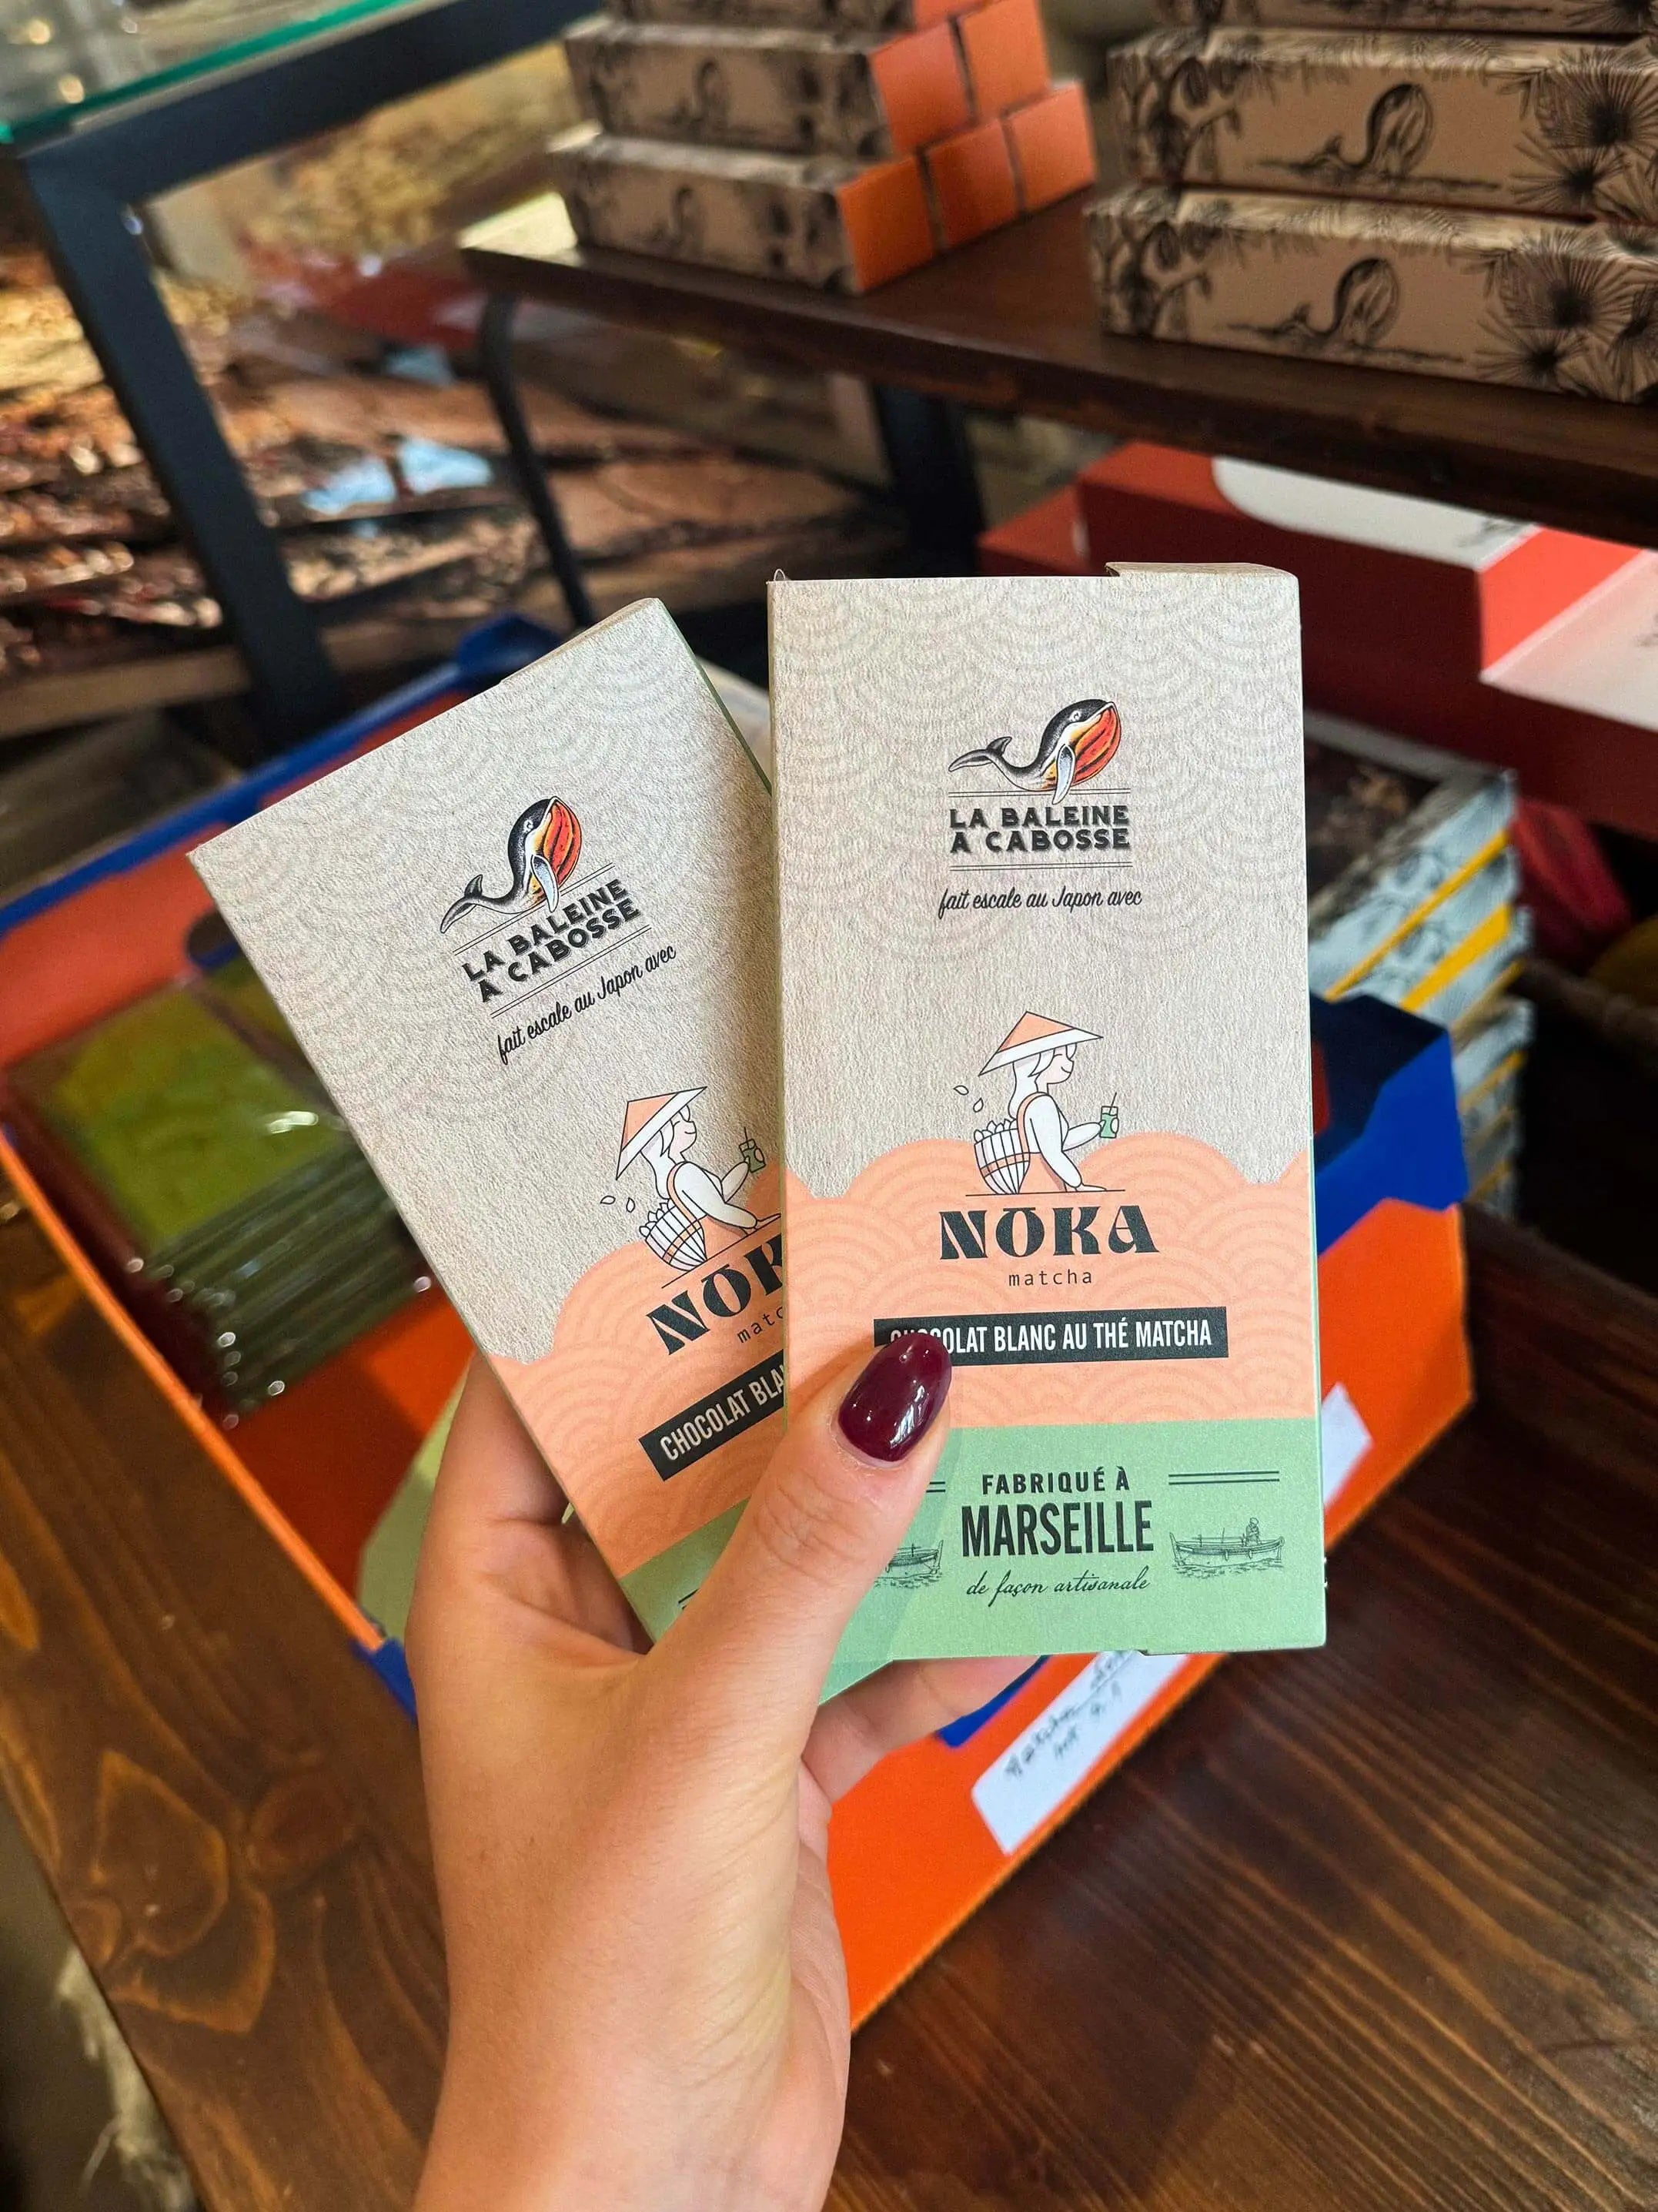 LA BALEINE
A CABOSSE
fait escale au Japon avec
NŌKA
CHOCOLAT BLA
LA BALEINE
A CABOSSE
fait escale au Japon avec
NŌKA
matcha
CHOCOLAT BLANC AU THÉ MATCHA
FABRIQUÉ À
MARSEILLE
de façon artisanale